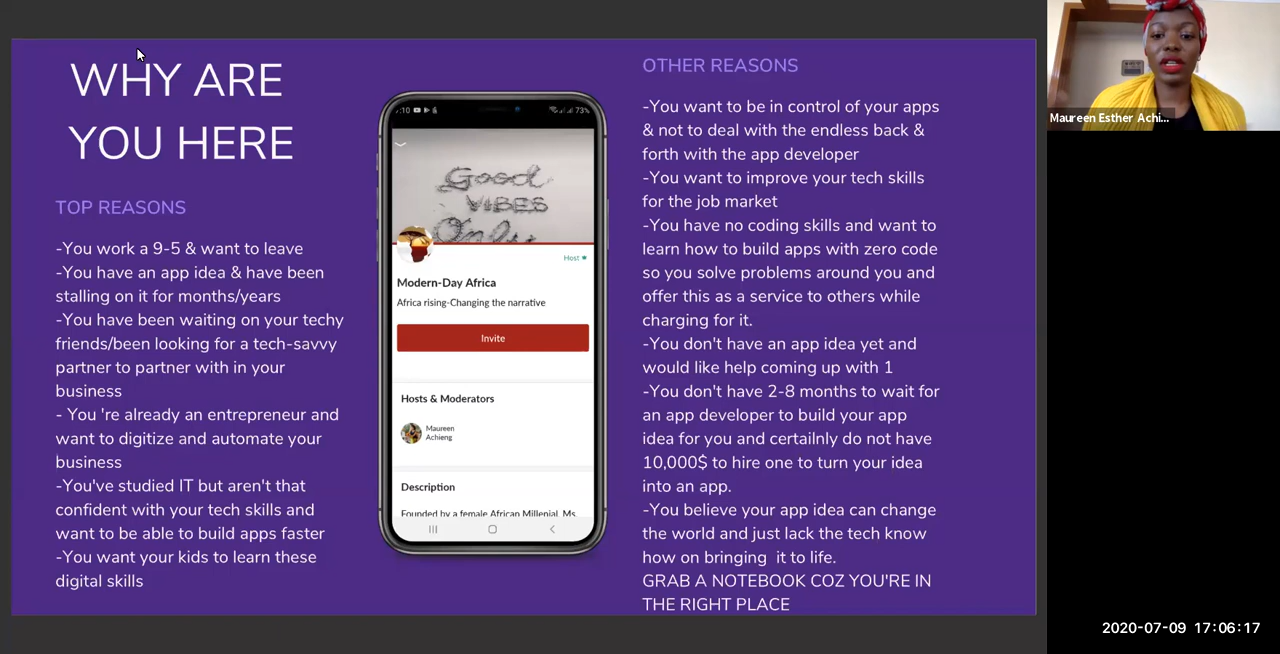 WHY ARE
YOU HERE
TOP REASONS
-You work a 9-5 & want to leave
-You have an app idea & have been
stalling on it for months/years
-You have been waiting on your techy
friends/been looking for a tech-savvy
partner to partner with in your
business
- You 're already an entrepreneur and
want to digitize and automate your
business
-You've studied IT but aren't that
confident with your tech skills and
want to be able to build apps faster
-You want your kids to learn these
digital skills
:10
73%
Good
VIBES
Only
Host
Modern-Day Africa
Africa rising-Changing the narrative
Invite
Hosts & Moderators
Maureen
Achieng
Description
Founded by a female African Millenial, Ms.
OTHER REASONS
-You want to be in control of your apps
& not to deal with the endless back &
forth with the app developer
-You want to improve your tech skills
for the job market
-You have no coding skills and want to
learn how to build apps with zero code
so you solve problems around you and
offer this as a service to others while
charging for it.
-You don't have an app idea yet and
would like help coming up with 1
-You don't have 2-8 months to wait for
an app developer to build your app
idea for you and certailnly do not have
10,000$ to hire one to turn your idea
into an app.
-You believe your app idea can change
the world and just lack the tech know
how on bringing  it to life.
GRAB A NOTEBOOK COZ YOU'RE IN
THE RIGHT PLACE
Maureen Esther Achi...
2020-07-09 17:06:17